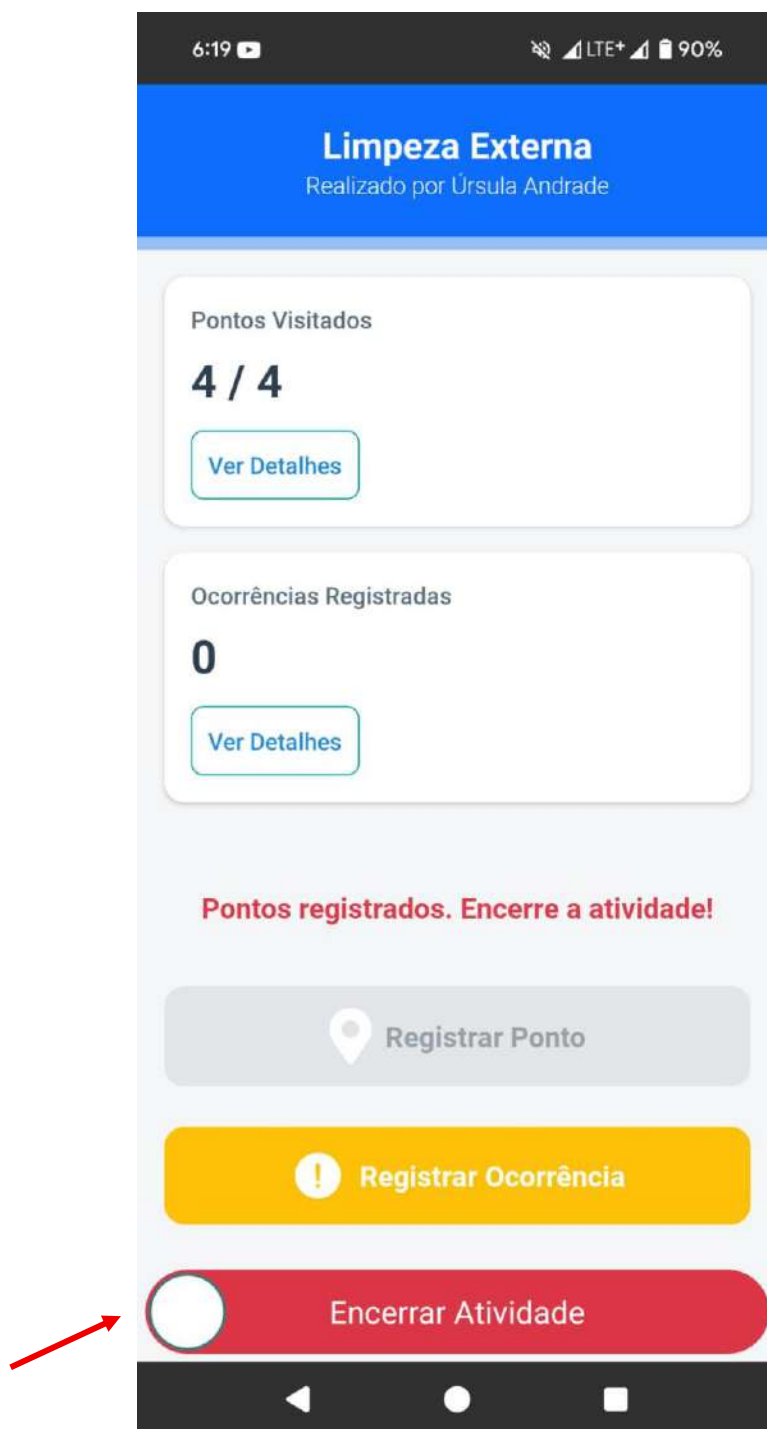 6:19 LTE+ 90%
Limpeza Externa
Realizado por Úrsula Andrade
Pontos Visitados
4 / 4
Ver Detalhes
Ocorrências Registradas
0
Ver Detalhes
Pontos registrados. Encerre a atividade!
Registrar Ponto
! Registrar Ocorrência
Encerrar Atividade